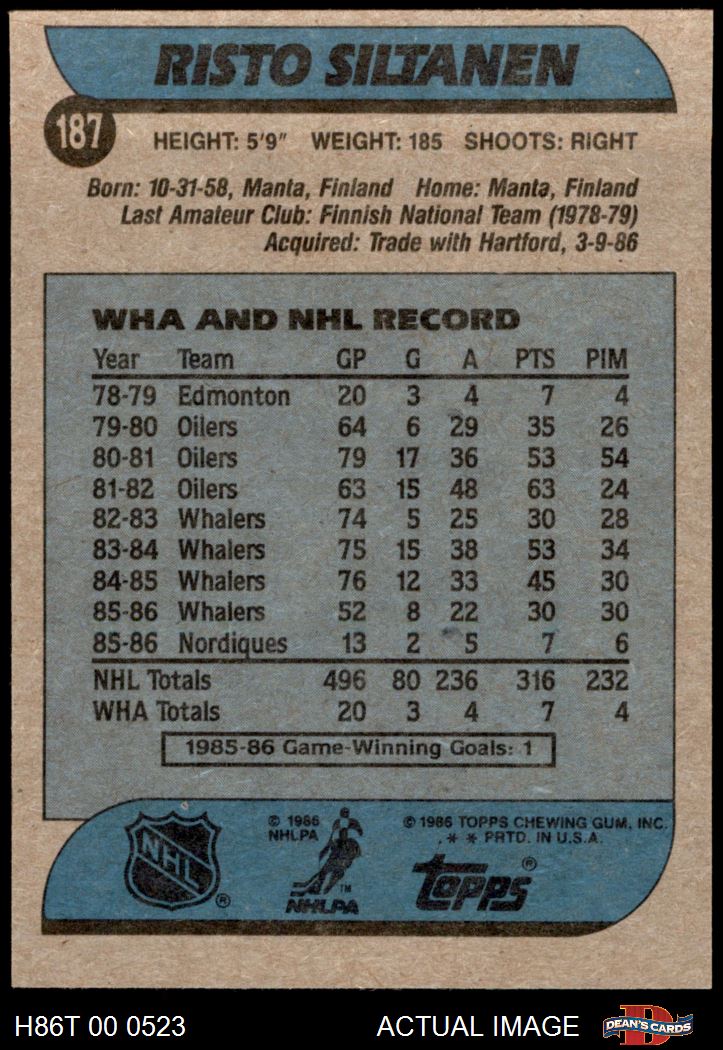 RISTO SILTANEN
187
HEIGHT: 5'9" WEIGHT: 185 SHOOTS: RIGHT
Born: 10-31-58, Manta, Finland Home: Manta, Finland
Last Amateur Club: Finnish National Team (1978-79)
Acquired: Trade with Hartford, 3-9-86
WHA AND NHL RECORD
Year Team GP G A PTS PIM
78-79 Edmonton 20 3 4 7 4
79-80 Oilers 64 6 29 35 26
80-81 Oilers 79 17 36 53 54
81-82 Oilers 63 15 48 63 24
82-83 Whalers 74 5 25 30 28
83-84 Whalers 75 15 38 53 34
84-85 Whalers 76 12 33 45 30
85-86 Whalers 52 8 22 30 30
85-86 Nordiques 13 2 5 7 6
NHL Totals 496 80 236 316 232
WHA Totals 20 3 4 7 4
1985-86 Game-Winning Goals: 1
© 1986 © 1986 TOPPS CHEWING GUM, INC.
NHLPA * * PRTD. IN U.S.A.
NHL ®
NHLPA ™
TOPPS ®
H86T 00 0523 ACTUAL IMAGE D DEAN'S CARDS